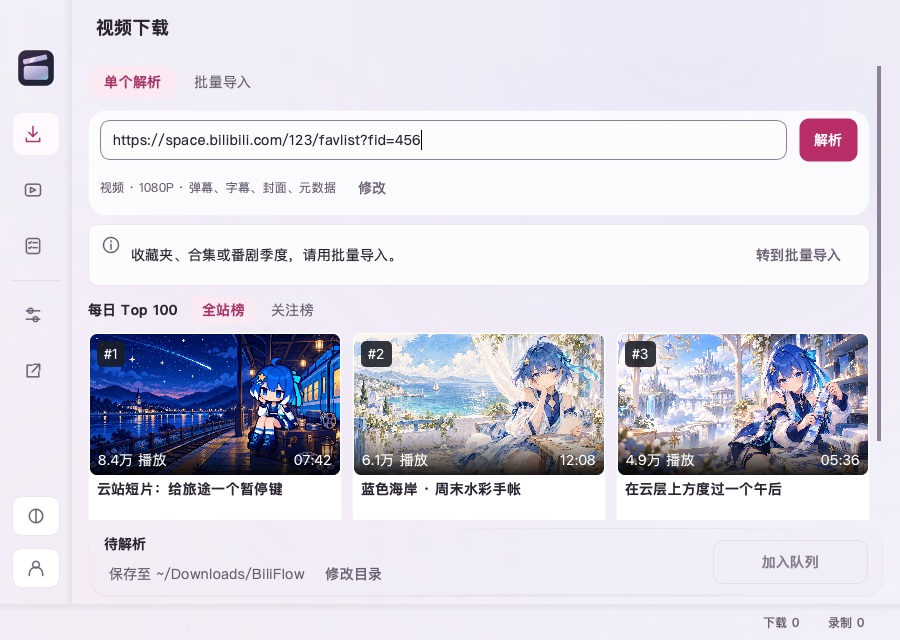 视频下载
单个解析 批量导入
https://space.bilibili.com/123/favlist?fid=456
解析
视频 · 1080P · 弹幕、字幕、封面、元数据 修改
收藏夹、合集或番剧季度，请用批量导入。 转到批量导入
每日 Top 100 全站榜 关注榜
#1
8.4万 播放 07:42
云站短片：给旅途一个暂停键
#2
6.1万 播放 12:08
蓝色海岸 · 周末水彩手帐
#3
4.9万 播放 05:36
在云层上方度过一个午后
待解析
保存至 ~/Downloads/BiliFlow 修改目录
加入队列
下载 0 录制 0